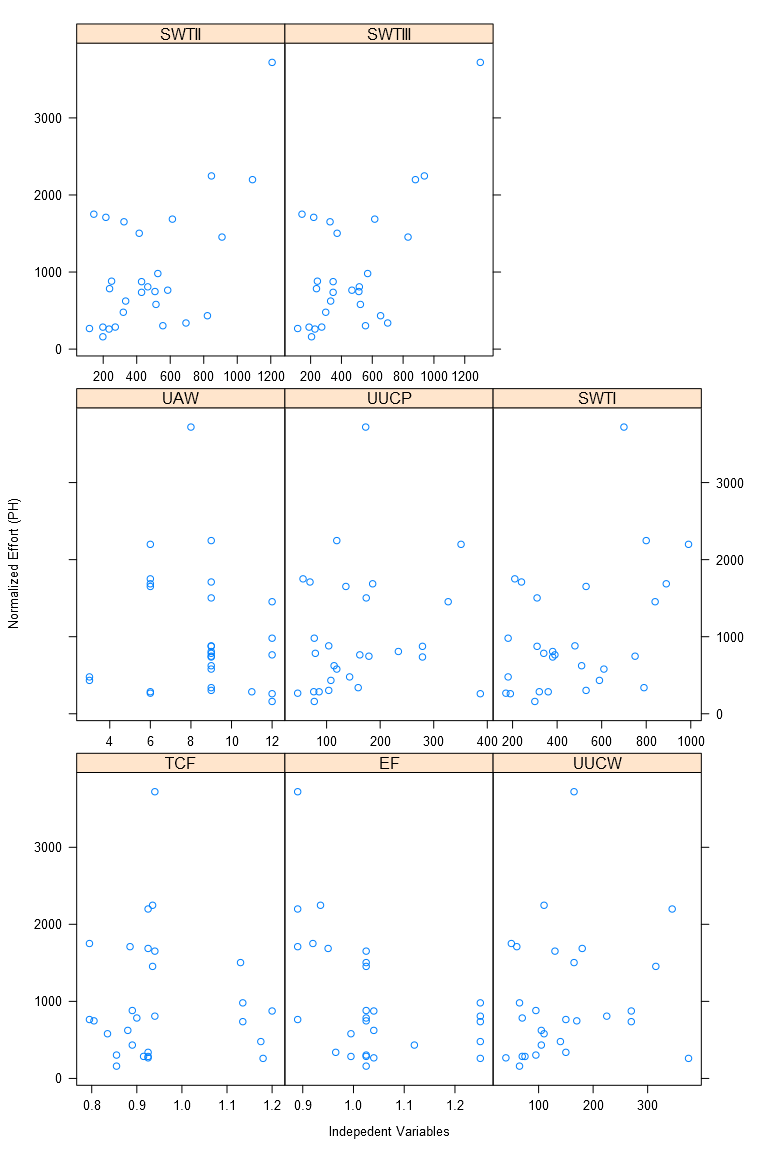 SWTII SWTIII
3000
2000
1000
0
200 400 600 800 1000 1200 200 400 600 800 1000 1200
UAW UUCP SWTI
3000
2000
1000
0
4 6 8 10 12 100 200 300 400 200 400 600 800 1000
Normalized Effort (PH)
TCF EF UUCW
3000
2000
1000
0
0.8 0.9 1.0 1.1 1.2 0.9 1.0 1.1 1.2 100 200 300
Indepedent Variables